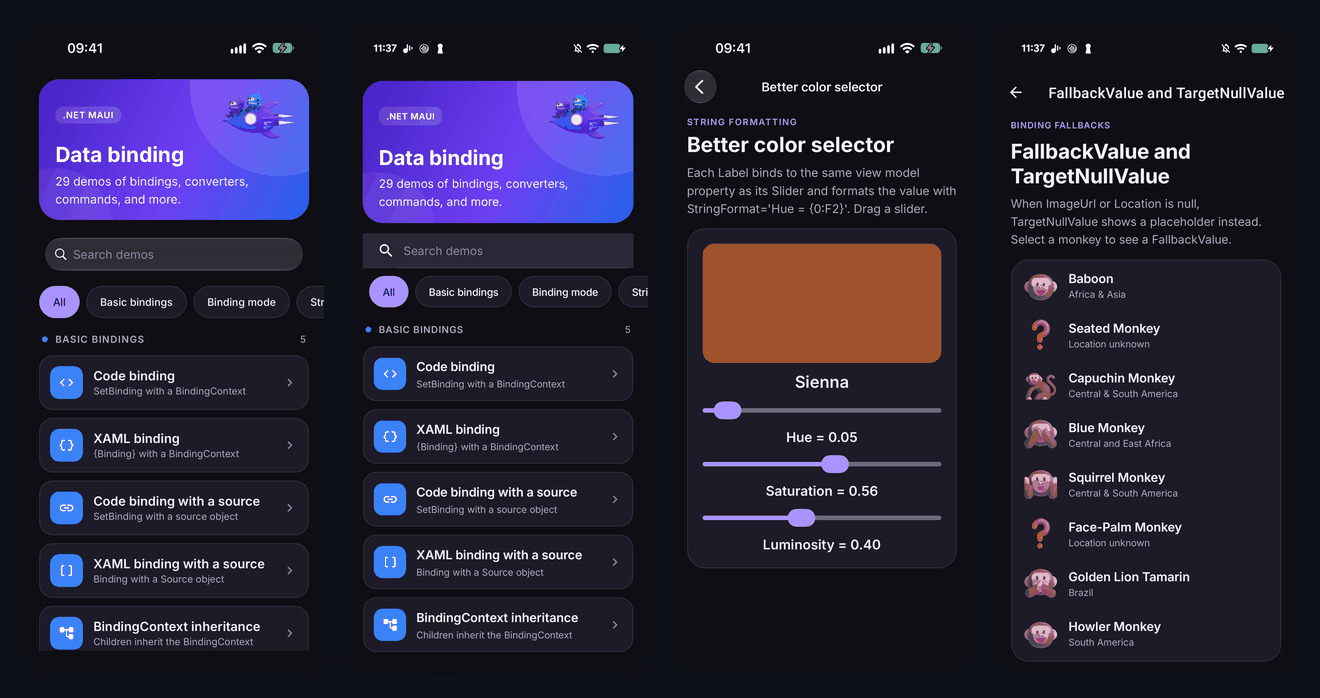 09:41
.NET MAUI
Data binding
29 demos of bindings, converters,
commands, and more.
Search demos
All
Basic bindings
Binding mode
Str
BASIC BINDINGS
5
Code binding
SetBinding with a BindingContext
XAML binding
{Binding} with a BindingContext
Code binding with a source
SetBinding with a source object
XAML binding with a source
Binding with a Source object
BindingContext inheritance
Children inherit the BindingContext
11:37
.NET MAUI
Data binding
29 demos of bindings, converters,
commands, and more.
Search demos
All
Basic bindings
Binding mode
Stri
BASIC BINDINGS
5
Code binding
SetBinding with a BindingContext
XAML binding
{Binding} with a BindingContext
Code binding with a source
SetBinding with a source object
XAML binding with a source
Binding with a Source object
BindingContext inheritance
Children inherit the BindingContext
09:41
Better color selector
STRING FORMATTING
Better color selector
Each Label binds to the same view model
property as its Slider and formats the value with
StringFormat='Hue = {0:F2}'. Drag a slider.
Sienna
Hue = 0.05
Saturation = 0.56
Luminosity = 0.40
11:37
FallbackValue and TargetNullValue
BINDING FALLBACKS
FallbackValue and
TargetNullValue
When ImageUrl or Location is null,
TargetNullValue shows a placeholder instead.
Select a monkey to see a FallbackValue.
Baboon
Africa & Asia
Seated Monkey
Location unknown
Capuchin Monkey
Central & South America
Blue Monkey
Central and East Africa
Squirrel Monkey
Central & South America
Face-Palm Monkey
Location unknown
Golden Lion Tamarin
Brazil
Howler Monkey
South America